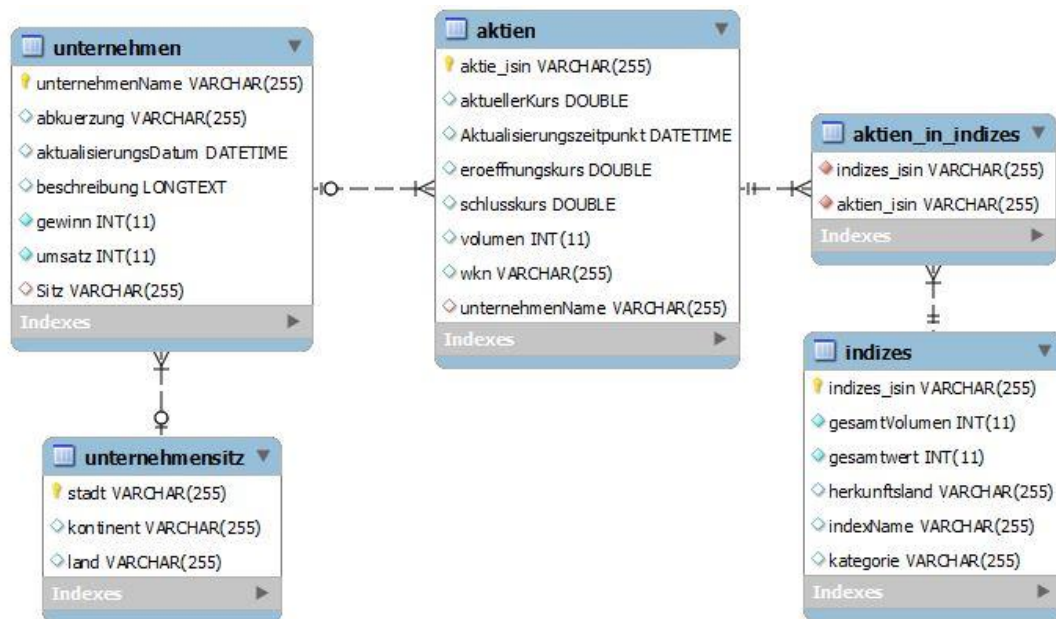 unternehmen
unternehmenName VARCHAR(255)
abkuerzung VARCHAR(255)
aktualisierungsDatum DATETIME
beschreibung LONGTEXT
gewinn INT(11)
umsatz INT(11)
Sitz VARCHAR(255)
Indexes
aktien
aktie_isin VARCHAR(255)
aktuellerKurs DOUBLE
Aktualisierungszeitpunkt DATETIME
eroeffnungskurs DOUBLE
schlusskurs DOUBLE
volumen INT(11)
wkn VARCHAR(255)
unternehmenName VARCHAR(255)
Indexes
aktien_in_indizes
indizes_isin VARCHAR(255)
aktien_isin VARCHAR(255)
Indexes
unternehmensitz
stadt VARCHAR(255)
kontinent VARCHAR(255)
land VARCHAR(255)
Indexes
indizes
indizes_isin VARCHAR(255)
gesamtVolumen INT(11)
gesamtwert INT(11)
herkunftsland VARCHAR(255)
indexName VARCHAR(255)
kategorie VARCHAR(255)
Indexes